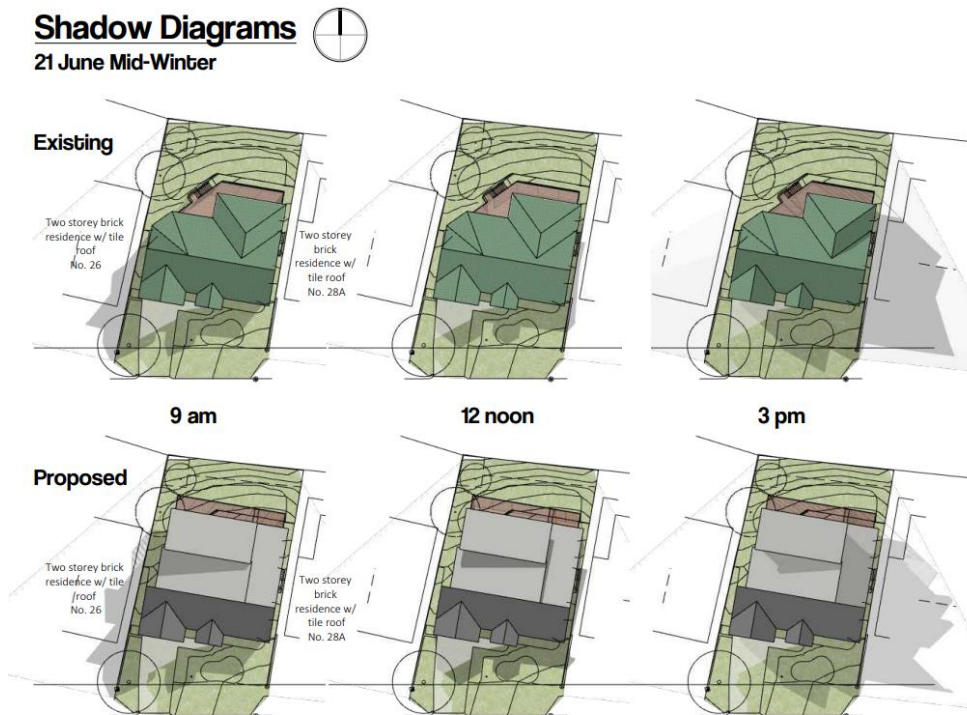 Shadow Diagrams
21 June Mid-Winter
Existing
Two storey brick
residence w/ tile
roof
No. 26
Two storey
brick
residence w/
tile roof
No. 28A
9 am
12 noon
3 pm
Proposed
Two storey brick
residence w/ tile
roof
No. 26
Two storey
brick
residence w/
tile roof
No. 28A